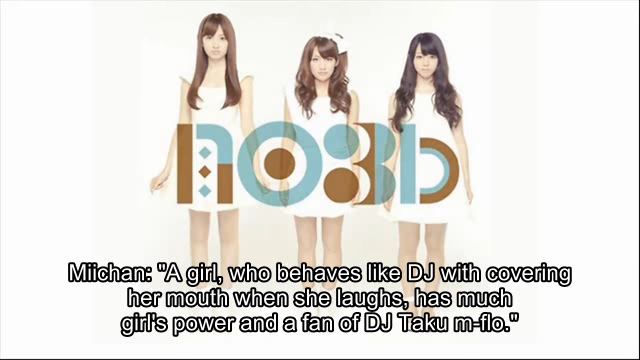 no3b
Miichan: "A girl, who behaves like DJ with covering
her mouth when she laughs, has much
girl's power and a fan of DJ Taku m-flo."